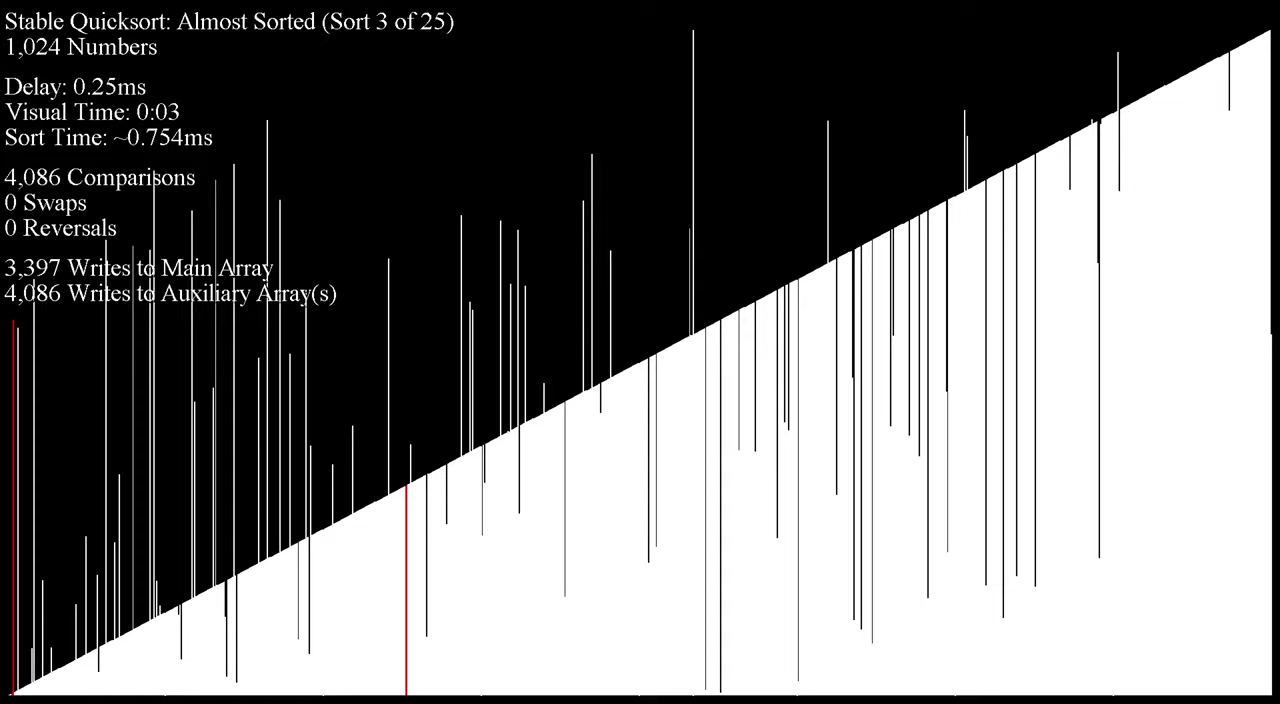 Stable Quicksort: Almost Sorted (Sort 3 of 25)
1,024 Numbers
Delay: 0.25ms
Visual Time: 0:03
Sort Time: ~0.754ms
4,086 Comparisons
0 Swaps
0 Reversals
3,397 Writes to Main Array
4,086 Writes to Auxiliary Array(s)